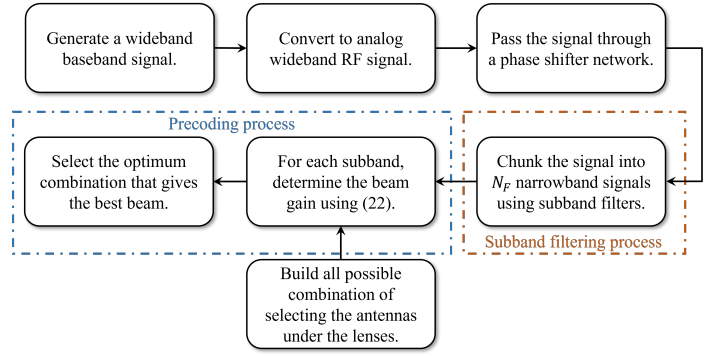 Generate a wideband
baseband signal.
Convert to analog
wideband RF signal.
Pass the signal through
a phase shifter network.
Precoding process
Select the optimum
combination that gives
the best beam.
For each subband,
determine the beam
gain using (22).
Chunk the signal into
N_F narrowband signals
using subband filters.
Subband filtering process
Build all possible
combination of
selecting the antennas
under the lenses.